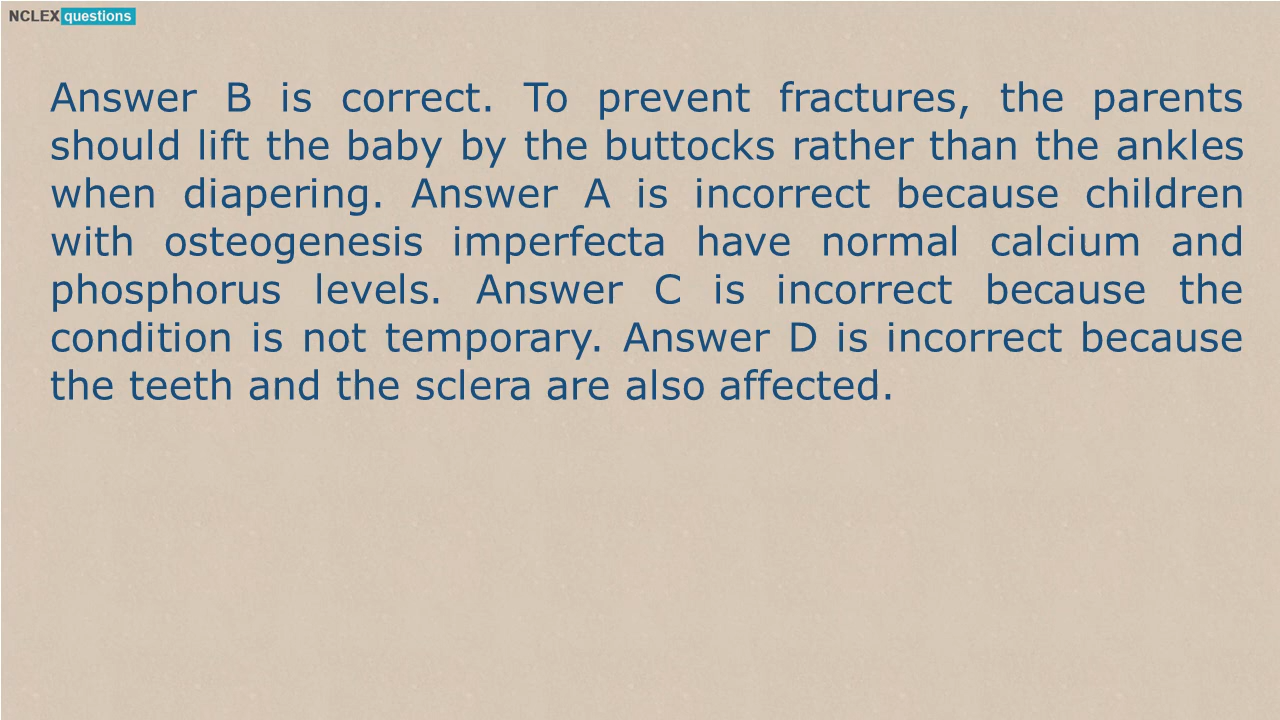 NCLEX questions
Answer B is correct. To prevent fractures, the parents
should lift the baby by the buttocks rather than the ankles
when diapering. Answer A is incorrect because children
with osteogenesis imperfecta have normal calcium and
phosphorus levels. Answer C is incorrect because the
condition is not temporary. Answer D is incorrect because
the teeth and the sclera are also affected.